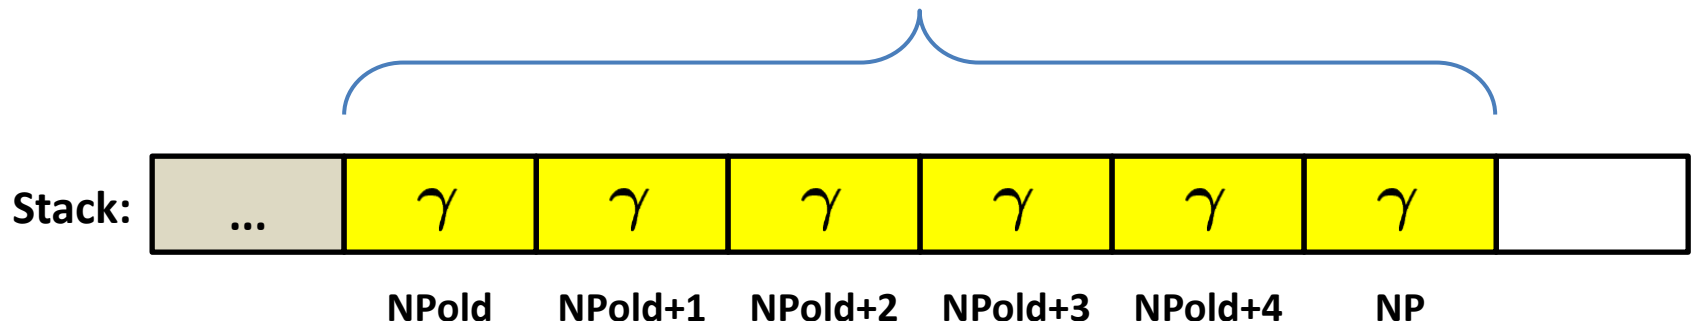 Stack: ... γ γ γ γ γ γ
NPold NPold+1 NPold+2 NPold+3 NPold+4 NP